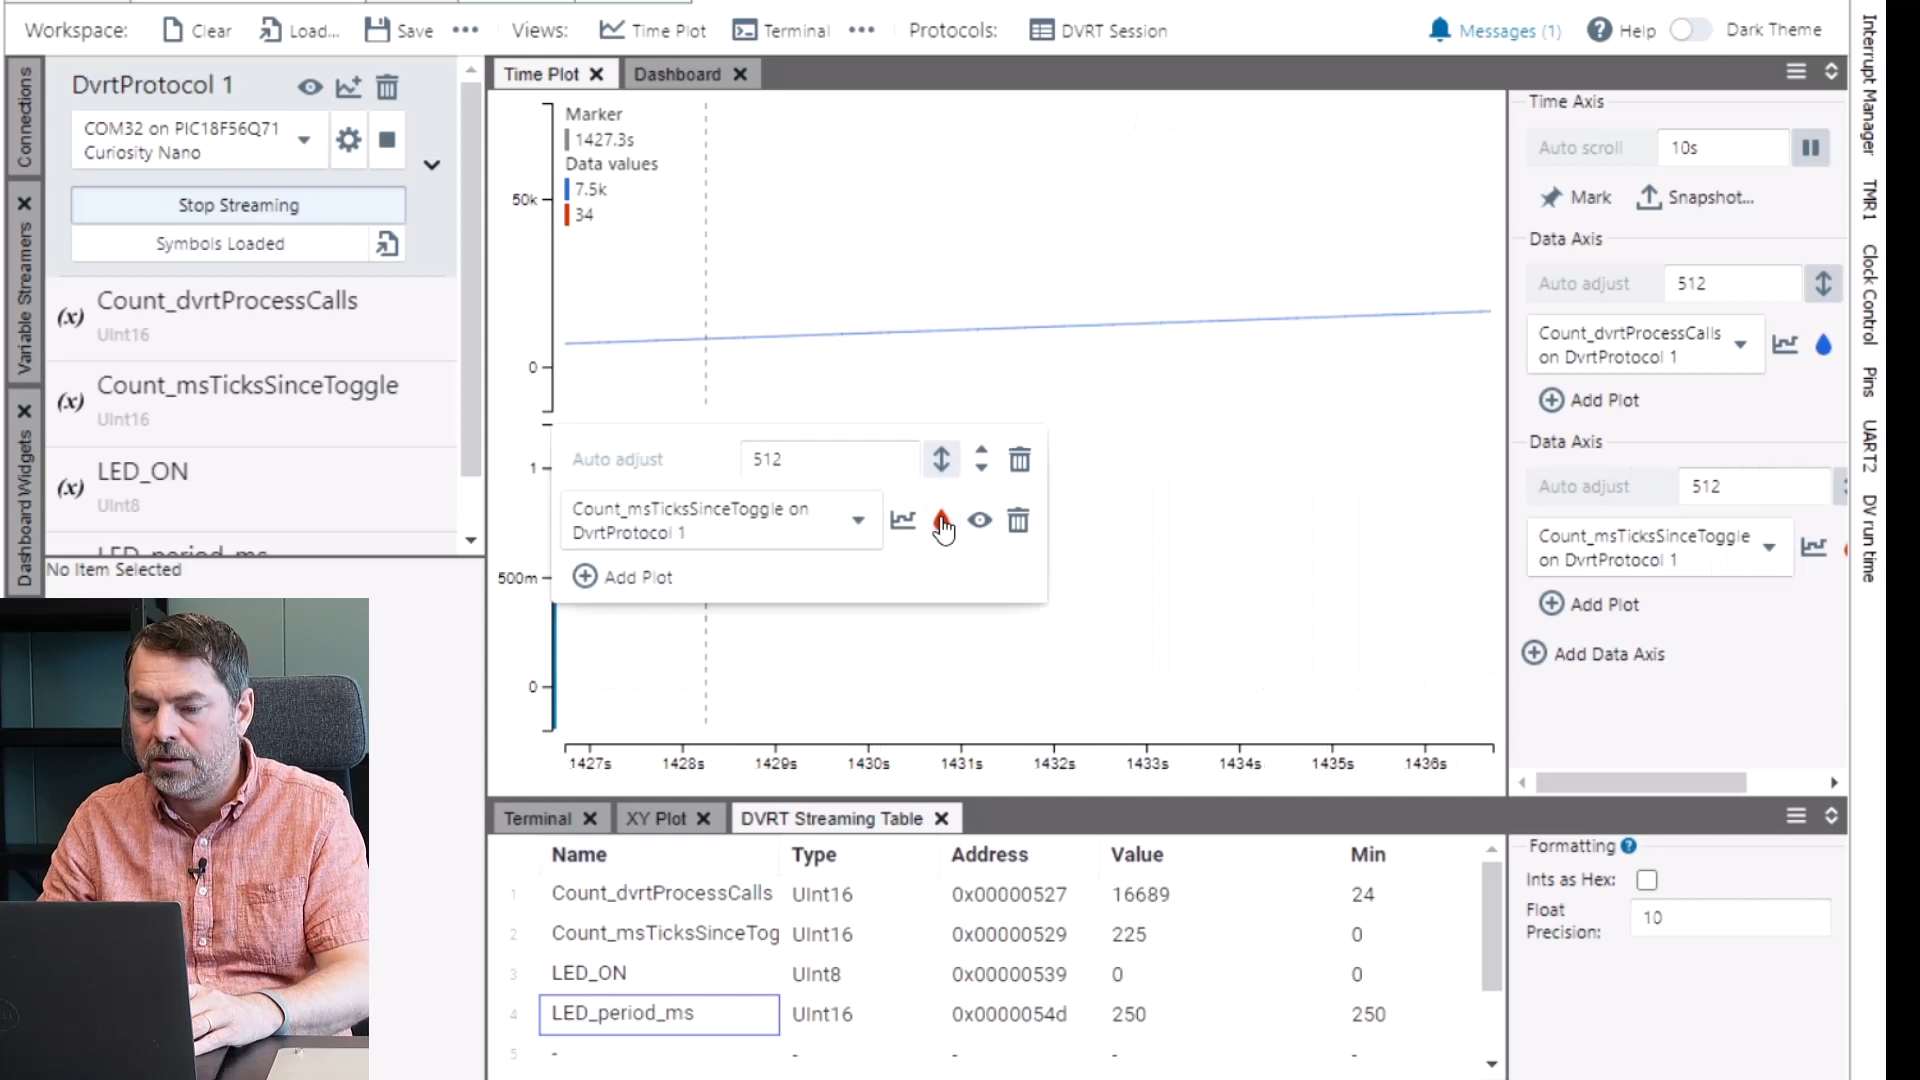 Workspace: Clear Load... Save Views: Time Plot Terminal Protocols: DVRT Session Messages (1) Help Dark Theme
Connections
Variable Streamers
Dashboard Widgets
DvrtProtocol 1
COM32 on PIC18F56Q71
Curiosity Nano
Stop Streaming
Symbols Loaded
(x) Count_dvrtProcessCalls
UInt16
(x) Count_msTicksSinceToggle
UInt16
(x) LED_ON
UInt8
LED_period_ms
No Item Selected
Time Plot Dashboard
Marker
1427.3s
Data values
7.5k
34
50k
0
1
500m
0
Auto adjust 512
Count_msTicksSinceToggle on
DvrtProtocol 1
Add Plot
1427s 1428s 1429s 1430s 1431s 1432s 1433s 1434s 1435s 1436s
Time Axis
Auto scroll 10s
Mark Snapshot...
Data Axis
Auto adjust 512
Count_dvrtProcessCalls
on DvrtProtocol 1
Add Plot
Data Axis
Auto adjust 512
Count_msTicksSinceToggle
on DvrtProtocol 1
Add Plot
Add Data Axis
Interrupt Manager
TMR1
Clock Control
Pins
UART2
DV run time
Terminal XY Plot DVRT Streaming Table
Name Type Address Value Min
1 Count_dvrtProcessCalls UInt16 0x00000527 16689 24
2 Count_msTicksSinceTog UInt16 0x00000529 225 0
3 LED_ON UInt8 0x00000539 0 0
4 LED_period_ms UInt16 0x0000054d 250 250
5 - - - - -
Formatting
Ints as Hex:
Float
Precision: 10